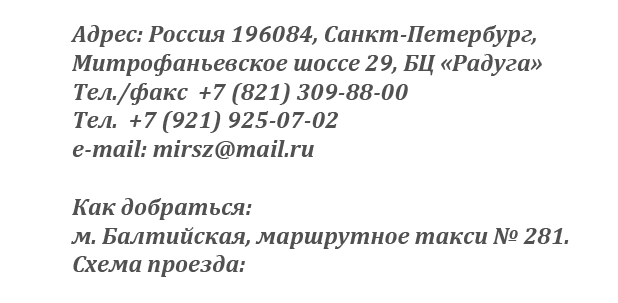 Адрес: Россия 196084, Санкт-Петербург,
Митрофаньевское шоссе 29, БЦ «Радуга»
Тел./факс +7 (821) 309-88-00
Тел. +7 (921) 925-07-02
e-mail: mirsz@mail.ru
Как добраться:
м. Балтийская, маршрутное такси № 281.
Схема проезда: